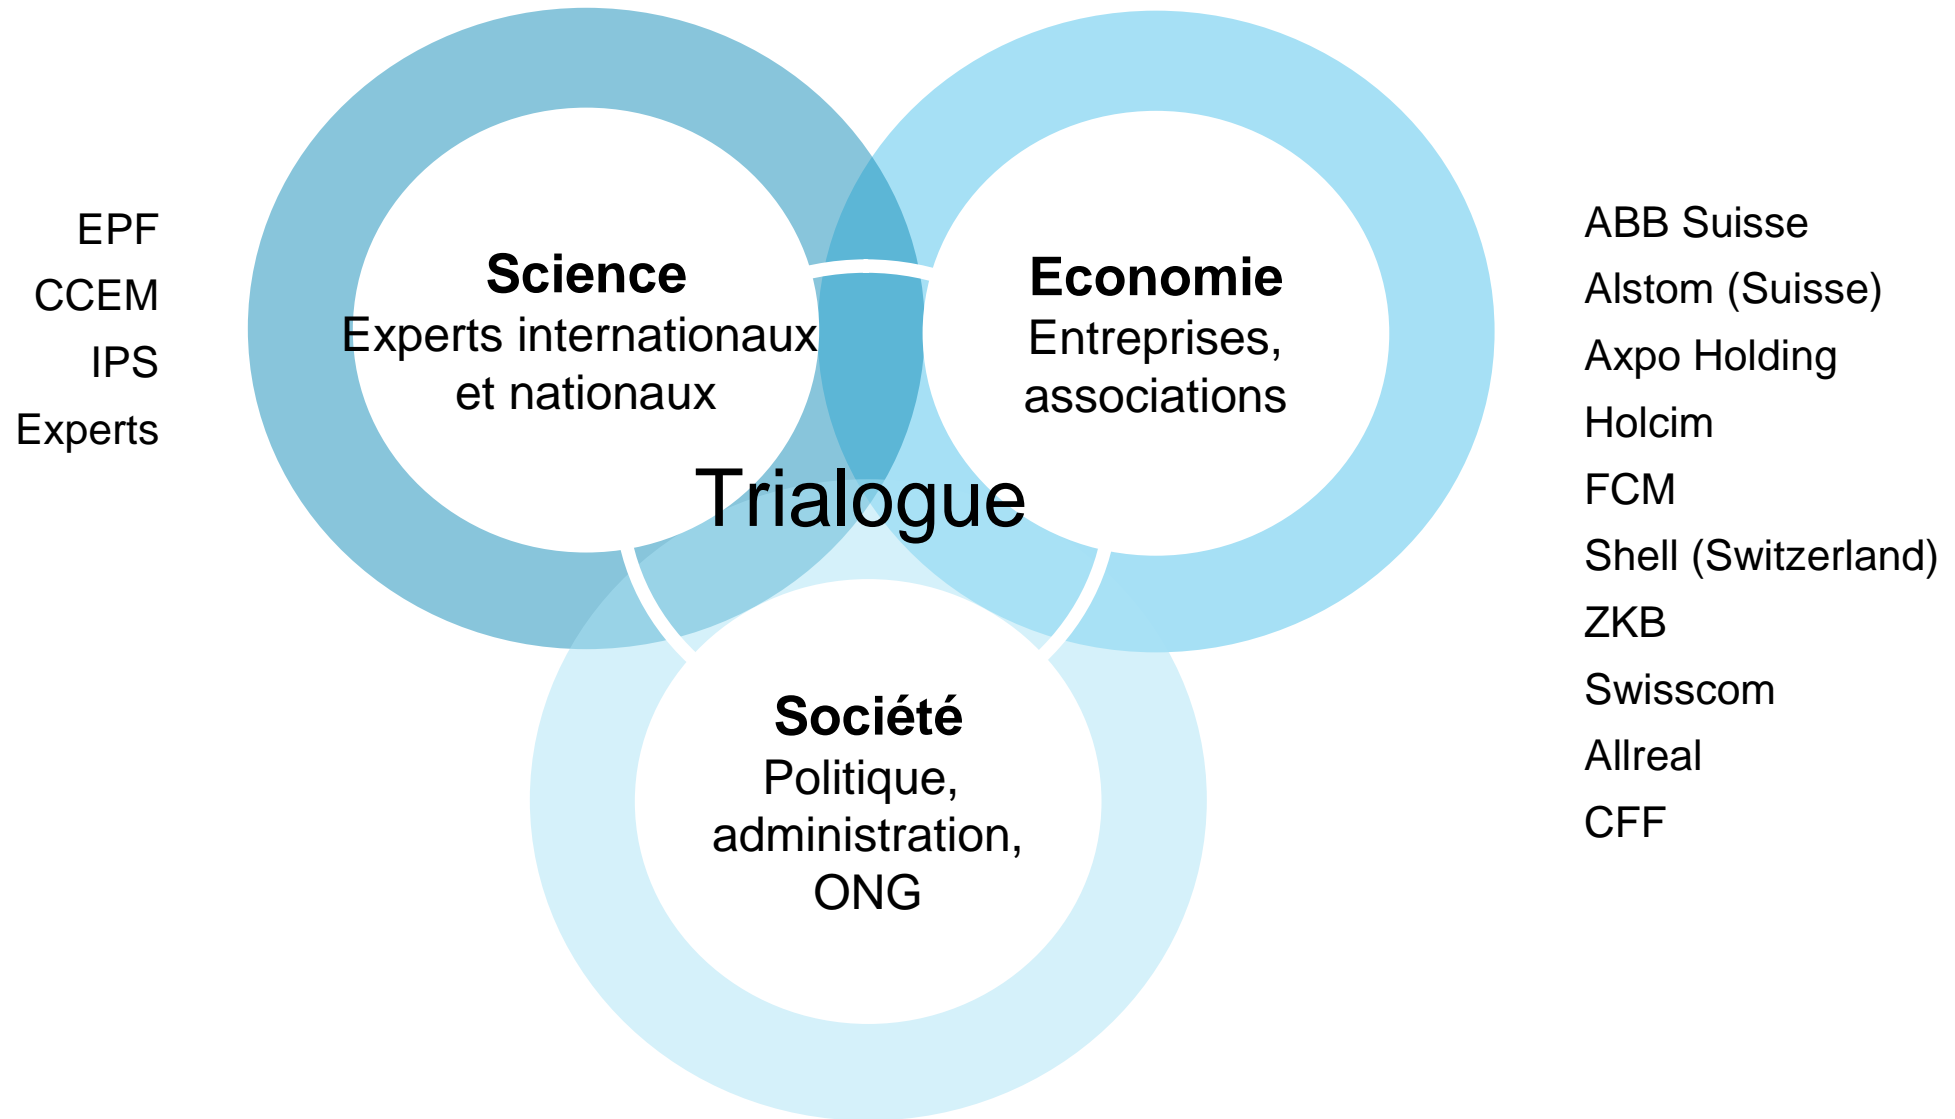 EPF
CCEM
IPS
Experts
Science
Experts internationaux
et nationaux
Economie
Entreprises,
associations
Trialogue
Société
Politique,
administration,
ONG
ABB Suisse
Alstom (Suisse)
Axpo Holding
Holcim
FCM
Shell (Switzerland)
ZKB
Swisscom
Allreal
CFF